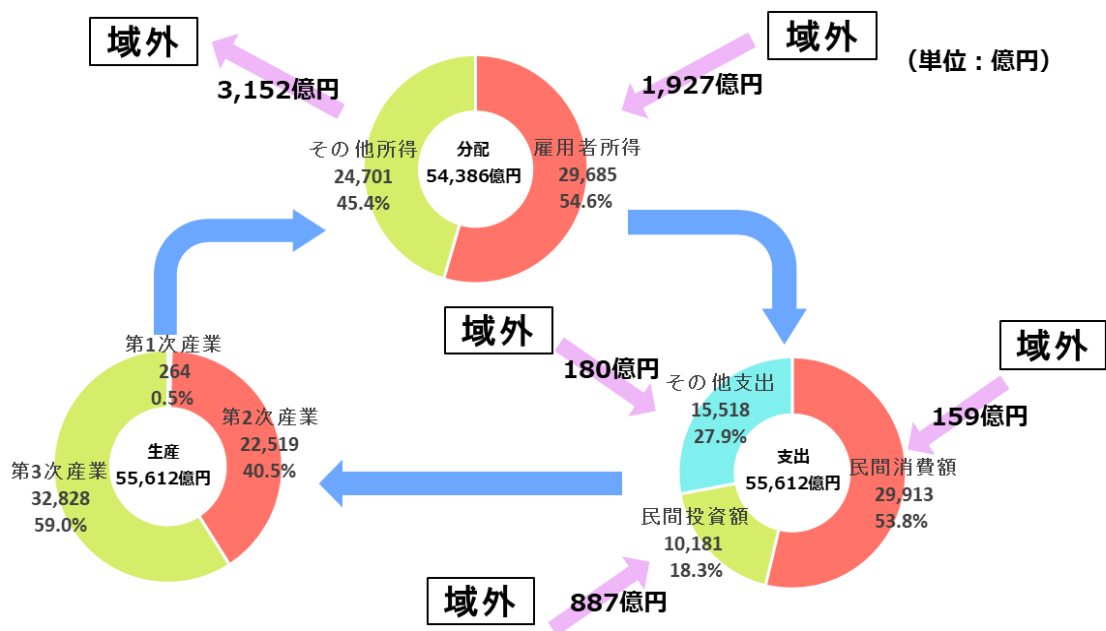 域外
域外
(単位：億円)
3,152億円
1,927億円
その他所得
24,701
45.4%
分配
54,386億円
雇用者所得
29,685
54.6%
域外
180億円
域外
159億円
第1次産業
264
0.5%
第2次産業
22,519
40.5%
生産
55,612億円
第3次産業
32,828
59.0%
その他支出
15,518
27.9%
支出
55,612億円
民間消費額
29,913
53.8%
民間投資額
10,181
18.3%
域外
887億円